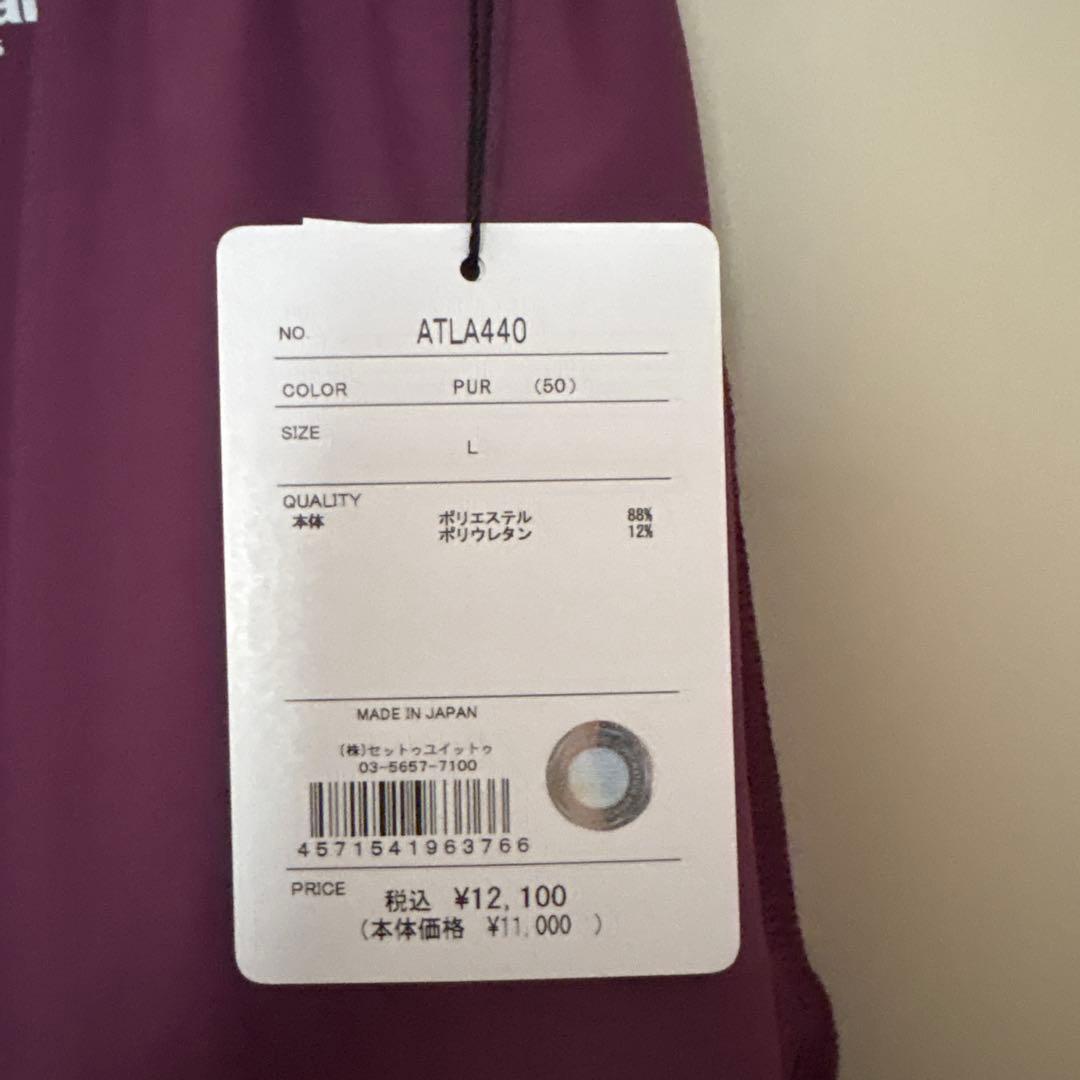 al
s
NO. ATLA440
COLOR PUR (50)
SIZE
L
QUALITY
本体 ポリエステル 88%
ポリウレタン 12%
MADE IN JAPAN
(株)セットゥユイットゥ
03-5657-7100
4571541963766
PRICE 税込 ¥12,100
(本体価格 ¥11,000 )